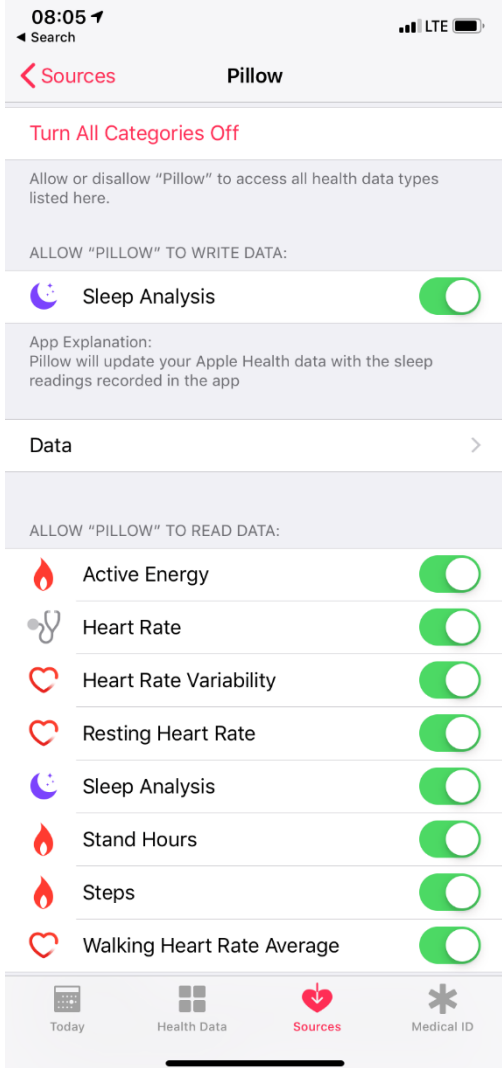 08:05
Search
LTE
Sources
Pillow
Turn All Categories Off
Allow or disallow “Pillow” to access all health data types
listed here.
ALLOW “PILLOW” TO WRITE DATA:
Sleep Analysis
App Explanation:
Pillow will update your Apple Health data with the sleep
readings recorded in the app
Data
ALLOW “PILLOW” TO READ DATA:
Active Energy
Heart Rate
Heart Rate Variability
Resting Heart Rate
Sleep Analysis
Stand Hours
Steps
Walking Heart Rate Average
Today
Health Data
Sources
Medical ID